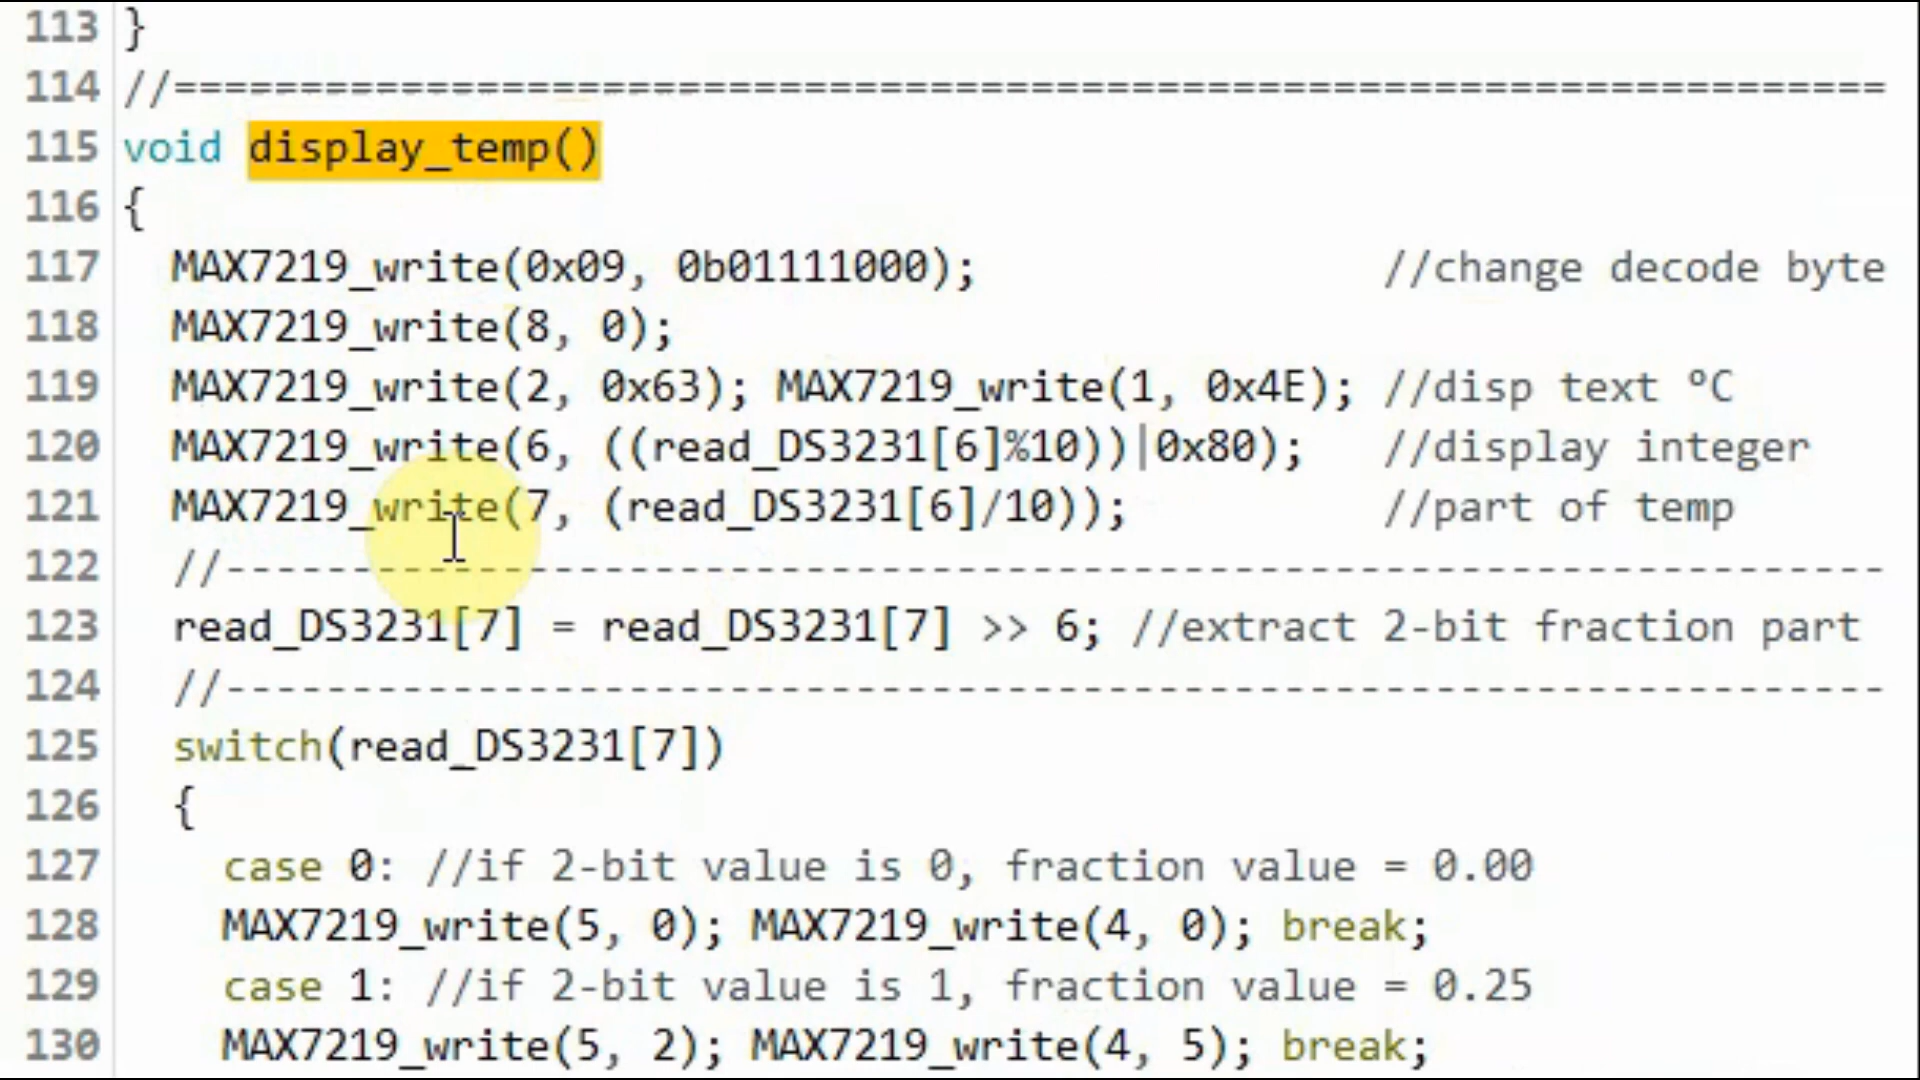 113 }
114 //====================================================================
115 void display_temp()
116 {
117 MAX7219_write(0x09, 0b01111000); //change decode byte
118 MAX7219_write(8, 0);
119 MAX7219_write(2, 0x63); MAX7219_write(1, 0x4E); //disp text ºC
120 MAX7219_write(6, ((read_DS3231[6]%10))|0x80); //display integer
121 MAX7219_write(7, (read_DS3231[6]/10)); //part of temp
122 //------------------------------------------------------------------
123 read_DS3231[7] = read_DS3231[7] >> 6; //extract 2-bit fraction part
124 //------------------------------------------------------------------
125 switch(read_DS3231[7])
126 {
127 case 0: //if 2-bit value is 0, fraction value = 0.00
128 MAX7219_write(5, 0); MAX7219_write(4, 0); break;
129 case 1: //if 2-bit value is 1, fraction value = 0.25
130 MAX7219_write(5, 2); MAX7219_write(4, 5); break;